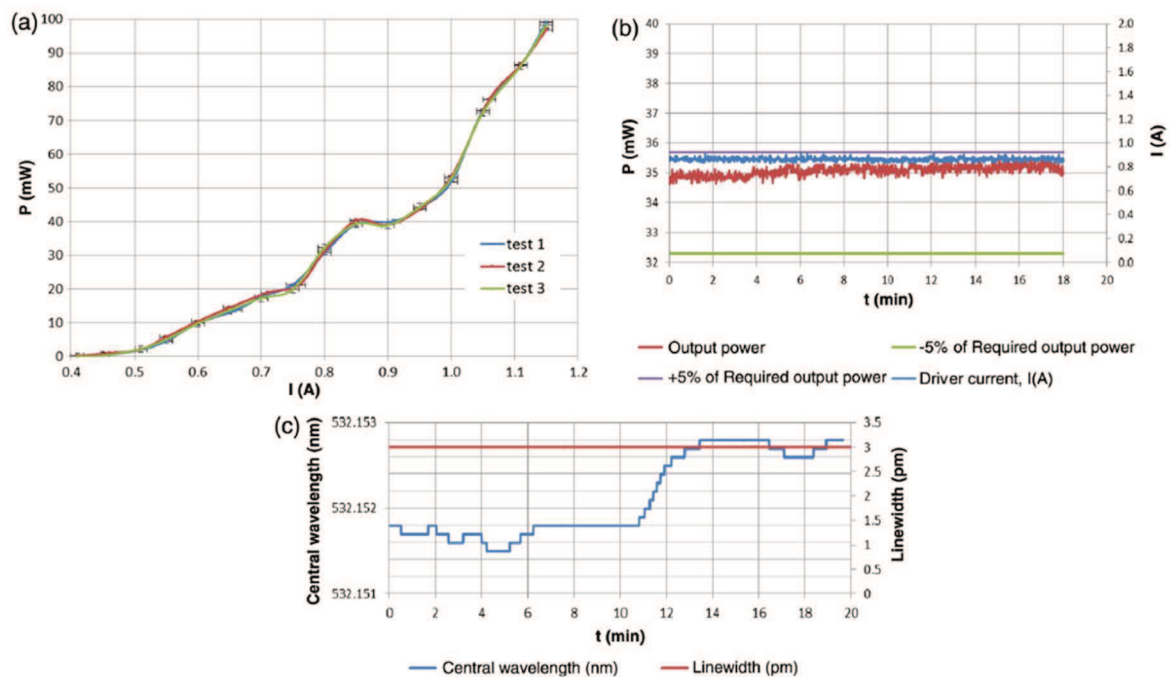 (a)
P (mW)
100
90
80
70
60
50
40
30
20
10
0
0.4 0.5 0.6 0.7 0.8 0.9 1.0 1.1 1.2
I (A)
test 1
test 2
test 3
(b)
P (mW)
40
39
38
37
36
35
34
33
32
I (A)
2.0
1.8
1.6
1.4
1.2
1.0
0.8
0.6
0.4
0.2
0.0
0 2 4 6 8 10 12 14 16 18 20
t (min)
Output power
-5% of Required output power
+5% of Required output power
Driver current, I(A)
(c)
Central wavelength (nm)
532.153
532.152
532.151
Linewidth (pm)
3.5
3
2.5
2
1.5
1
0.5
0
0 2 4 6 8 10 12 14 16 18 20
t (min)
Central wavelength (nm)
Linewidth (pm)